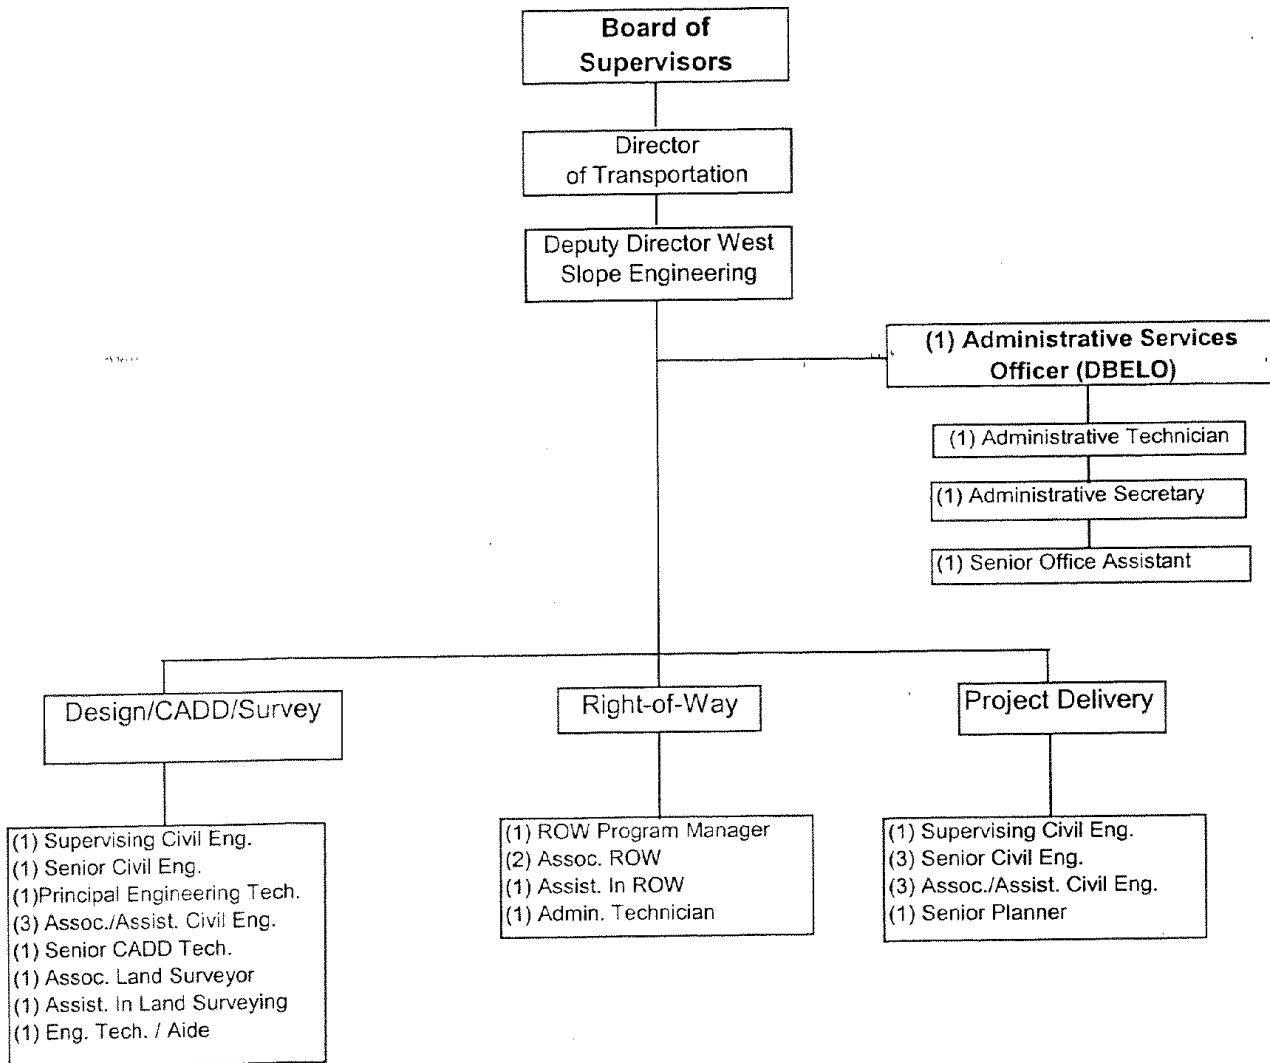 Board of
Supervisors
Director
of Transportation
Deputy Director West
Slope Engineering
(1) Administrative Services
Officer (DBELO)
(1) Administrative Technician
(1) Administrative Secretary
(1) Senior Office Assistant
Design/CADD/Survey
Right-of-Way
Project Delivery
(1) Supervising Civil Eng.
(1) Senior Civil Eng.
(1)Principal Engineering Tech.
(3) Assoc./Assist. Civil Eng.
(1) Senior CADD Tech.
(1) Assoc. Land Surveyor
(1) Assist. In Land Surveying
(1) Eng. Tech. / Aide
(1) ROW Program Manager
(2) Assoc. ROW
(1) Assist. In ROW
(1) Admin. Technician
(1) Supervising Civil Eng.
(3) Senior Civil Eng.
(3) Assoc./Assist. Civil Eng.
(1) Senior Planner